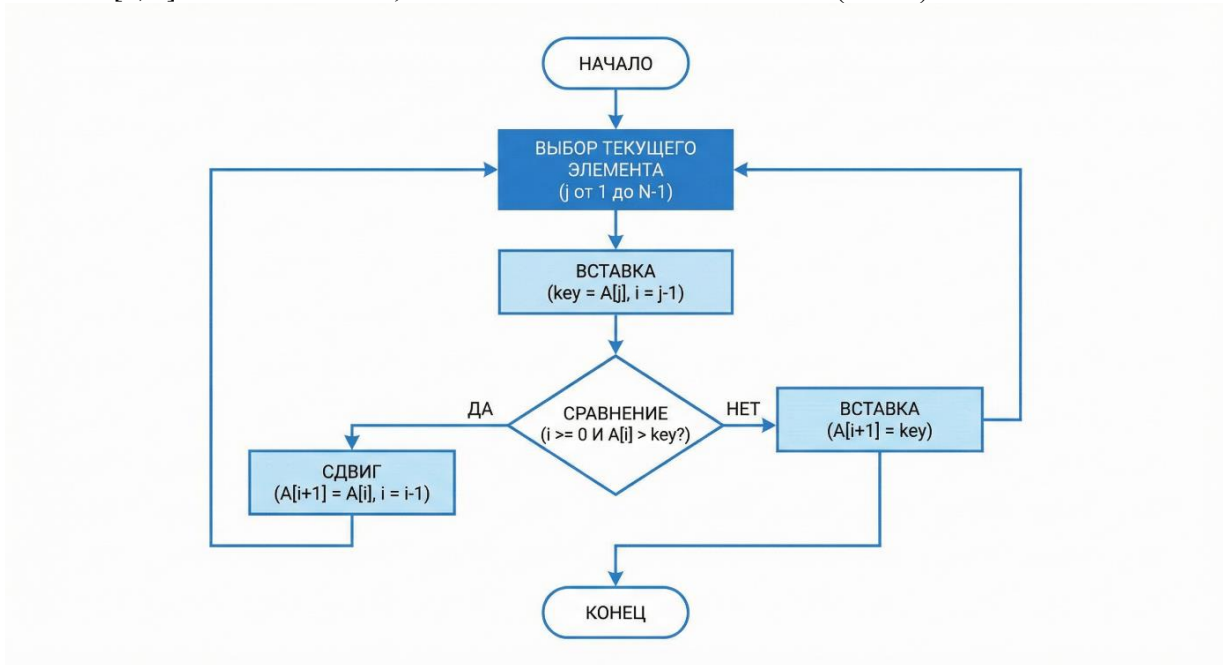 НАЧАЛО
ВЫБОР ТЕКУЩЕГО
ЭЛЕМЕНТА
(j от 1 до N-1)
ВСТАВКА
(key = A[j], i = j-1)
ДА
СРАВНЕНИЕ
(i >= 0 И A[i] > key?)
НЕТ
ВСТАВКА
(A[i+1] = key)
СДВИГ
(A[i+1] = A[i], i = i-1)
КОНЕЦ